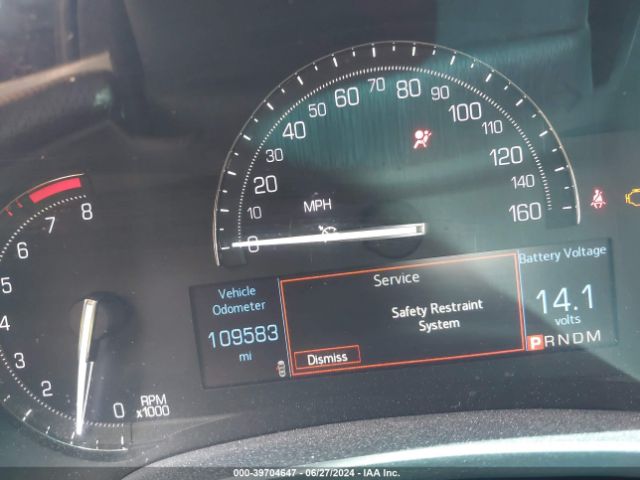 0 10 20 30 40 50 60 70 80 90 100 110 120 140 160
MPH
0 2 3 4 5 6 7 8
RPM
x1000
Vehicle
Odometer
109583
mi
Service
Safety Restraint
System
Dismiss
Battery Voltage
14.1
volts
PRNDM
000-39704647 - 06/27/2024 - IAA Inc.